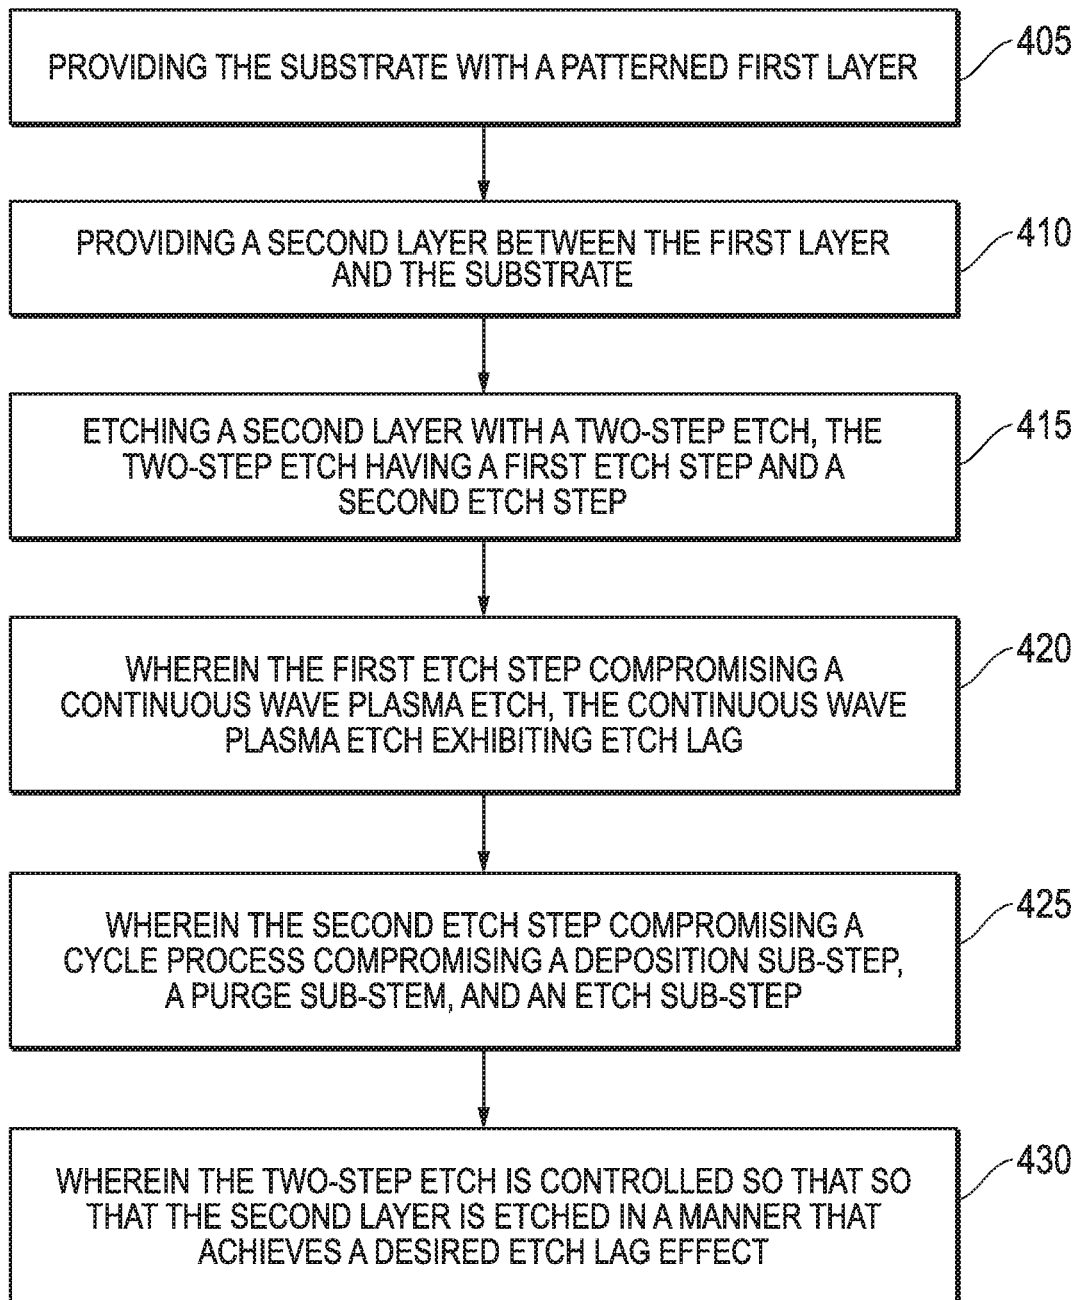 PROVIDING THE SUBSTRATE WITH A PATTERNED FIRST LAYER
405
PROVIDING A SECOND LAYER BETWEEN THE FIRST LAYER
AND THE SUBSTRATE
410
ETCHING A SECOND LAYER WITH A TWO-STEP ETCH, THE
TWO-STEP ETCH HAVING A FIRST ETCH STEP AND A
SECOND ETCH STEP
415
WHEREIN THE FIRST ETCH STEP COMPROMISING A
CONTINUOUS WAVE PLASMA ETCH, THE CONTINUOUS WAVE
PLASMA ETCH EXHIBITING ETCH LAG
420
WHEREIN THE SECOND ETCH STEP COMPROMISING A
CYCLE PROCESS COMPROMISING A DEPOSITION SUB-STEP,
A PURGE SUB-STEM, AND AN ETCH SUB-STEP
425
WHEREIN THE TWO-STEP ETCH IS CONTROLLED SO THAT SO
THAT THE SECOND LAYER IS ETCHED IN A MANNER THAT
ACHIEVES A DESIRED ETCH LAG EFFECT
430